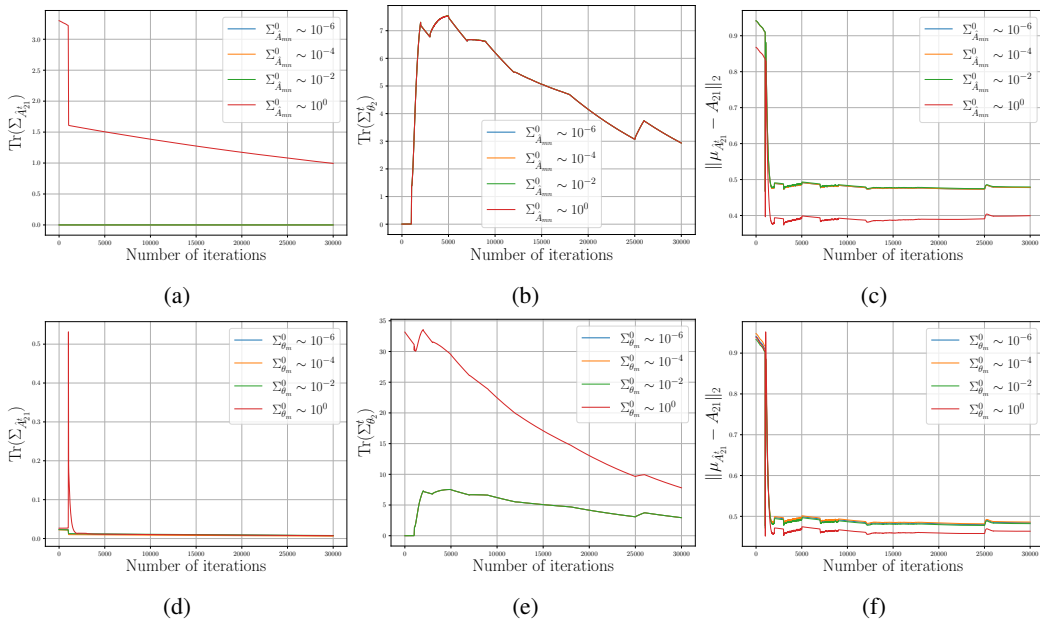 Tr(Σ_{Â^t_{21}})
3.0
2.5
2.0
1.5
1.0
0.5
0.0
Σ^0_{Â_{mn}} ∼ 10^{-6}
Σ^0_{Â_{mn}} ∼ 10^{-4}
Σ^0_{Â_{mn}} ∼ 10^{-2}
Σ^0_{Â_{mn}} ∼ 10^0
0 5000 10000 15000 20000 25000 30000
Number of iterations
(a)
Tr(Σ^t_{θ_2})
7
6
5
4
3
2
1
0
Σ^0_{Â_{mn}} ∼ 10^{-6}
Σ^0_{Â_{mn}} ∼ 10^{-4}
Σ^0_{Â_{mn}} ∼ 10^{-2}
Σ^0_{Â_{mn}} ∼ 10^0
0 5000 10000 15000 20000 25000 30000
Number of iterations
(b)
||μ_{Â^t_{21}} − A_{21}||_2
0.9
0.8
0.7
0.6
0.5
0.4
Σ^0_{Â_{mn}} ∼ 10^{-6}
Σ^0_{Â_{mn}} ∼ 10^{-4}
Σ^0_{Â_{mn}} ∼ 10^{-2}
Σ^0_{Â_{mn}} ∼ 10^0
0 5000 10000 15000 20000 25000 30000
Number of iterations
(c)
Tr(Σ_{Â^t_{21}})
0.5
0.4
0.3
0.2
0.1
0.0
Σ^0_{θ_m} ∼ 10^{-6}
Σ^0_{θ_m} ∼ 10^{-4}
Σ^0_{θ_m} ∼ 10^{-2}
Σ^0_{θ_m} ∼ 10^0
0 5000 10000 15000 20000 25000 30000
Number of iterations
(d)
Tr(Σ^t_{θ_2})
35
30
25
20
15
10
5
0
Σ^0_{θ_m} ∼ 10^{-6}
Σ^0_{θ_m} ∼ 10^{-4}
Σ^0_{θ_m} ∼ 10^{-2}
Σ^0_{θ_m} ∼ 10^0
0 5000 10000 15000 20000 25000 30000
Number of iterations
(e)
||μ_{Â^t_{21}} − A_{21}||_2
0.9
0.8
0.7
0.6
0.5
Σ^0_{θ_m} ∼ 10^{-6}
Σ^0_{θ_m} ∼ 10^{-4}
Σ^0_{θ_m} ∼ 10^{-2}
Σ^0_{θ_m} ∼ 10^0
0 5000 10000 15000 20000 25000 30000
Number of iterations
(f)